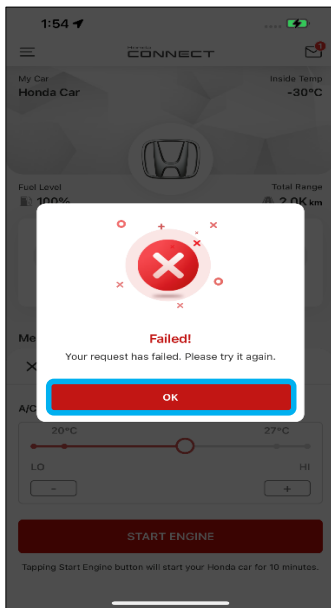 1:54
HONDA
CONNECT
My Car
Inside Temp
Honda Car
-30°C
Fuel Level
Total Range
100%
2.0K km
Failed!
Me
Your request has failed. Please try it again.
OK
A/C
20°C
27°C
LO
HI
-
+
START ENGINE
Tapping Start Engine button will start your Honda car for 10 minutes.